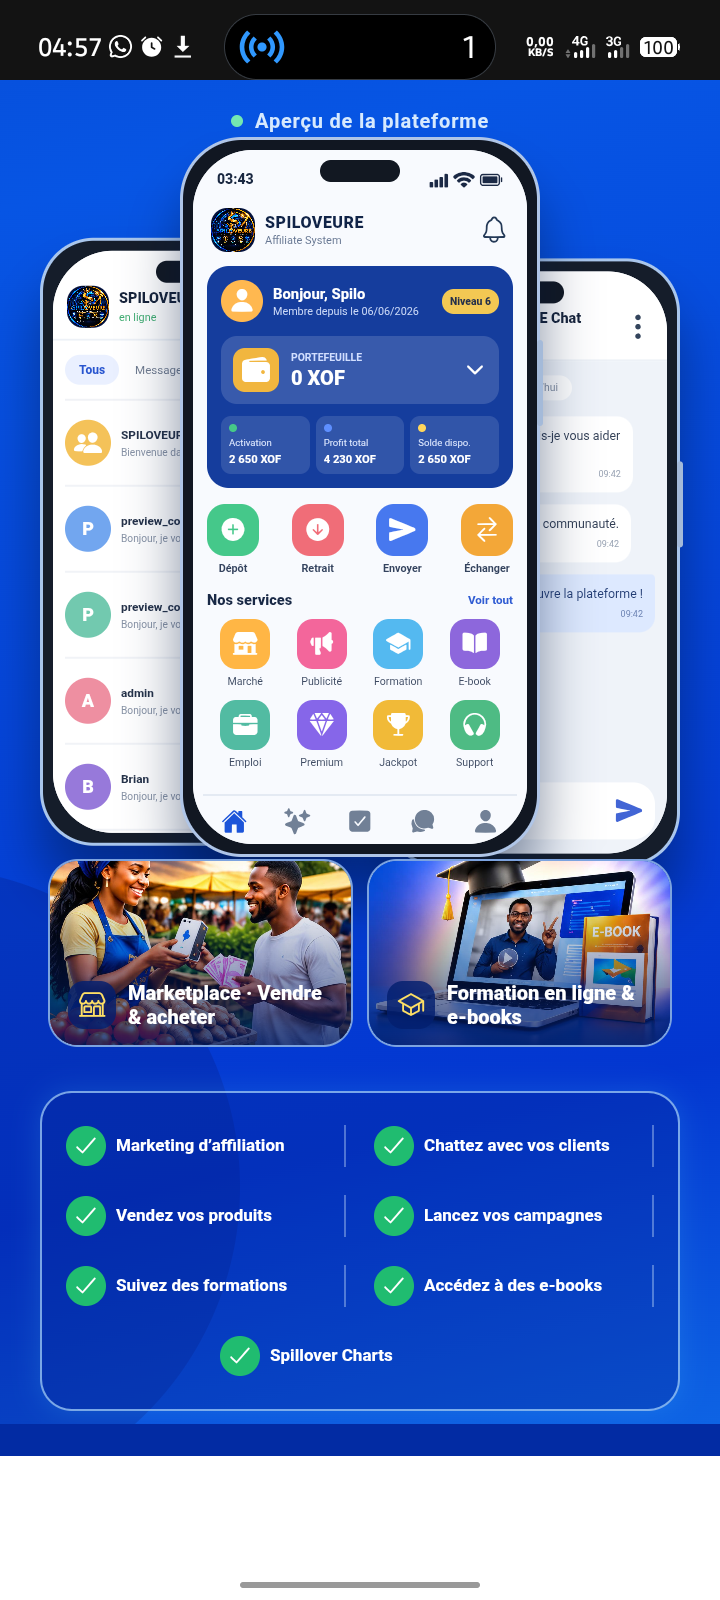 04:57
1
0,00
KB/S
4G
3G
100
Aperçu de la plateforme
03:43
SPILOVEURE
Affiliate System
Bonjour, Spilo
Membre depuis le 06/06/2026
Niveau 6
PORTEFEUILLE
0 XOF
Activation
2 650 XOF
Profit total
4 230 XOF
Solde dispo.
2 650 XOF
Dépôt
Retrait
Envoyer
Échanger
Nos services
Voir tout
Marché
Publicité
Formation
E-book
Emploi
Premium
Jackpot
Support
en ligne
Tous
P
P
A
admin
B
Brian
E Chat
s-je vous aider
09:42
communauté.
09:42
la plateforme !
09:42
E-BOOK
Marketplace · Vendre
& acheter
Formation en ligne &
e-books
Marketing d’affiliation
Chattez avec vos clients
Vendez vos produits
Lancez vos campagnes
Suivez des formations
Accédez à des e-books
Spillover Charts